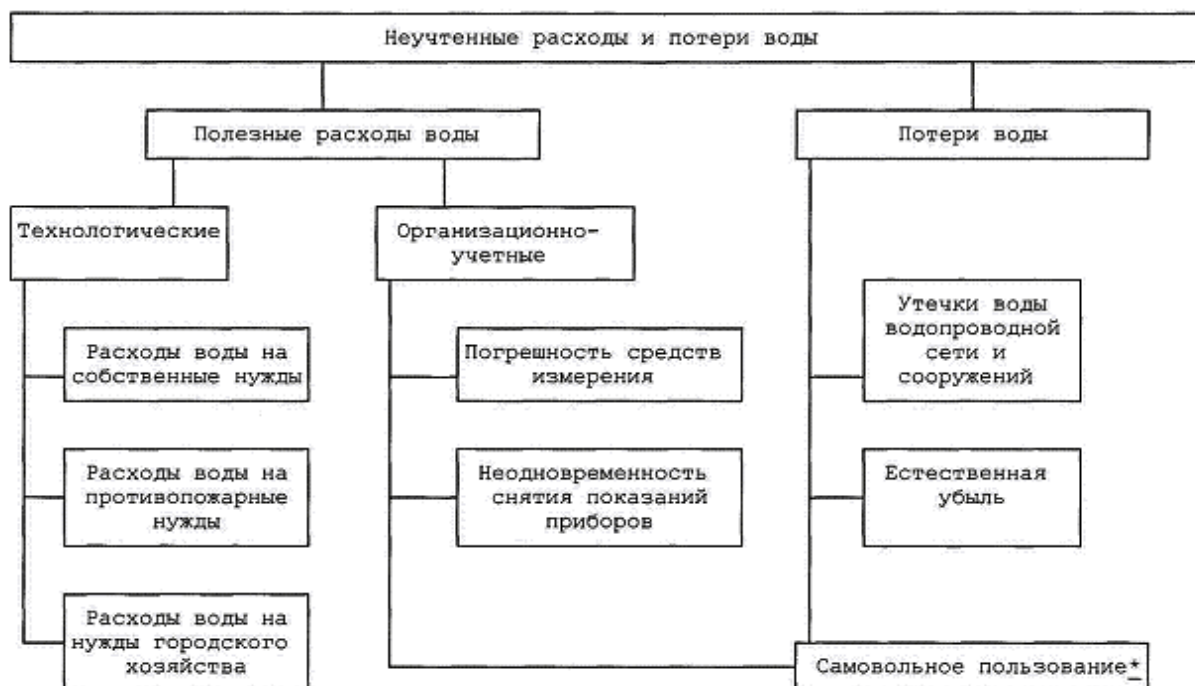 Неучтенные расходы и потери воды
Полезные расходы воды
Потери воды
Технологические
Организационно-
учетные
Расходы воды на
собственные нужды
Погрешность средств
измерения
Утечки воды
водопроводной
сети и
сооружений
Расходы воды на
противопожарные
нужды
Неодновременность
снятия показаний
приборов
Естественная
убыль
Расходы воды на
нужды городского
хозяйства
Самовольное пользование*